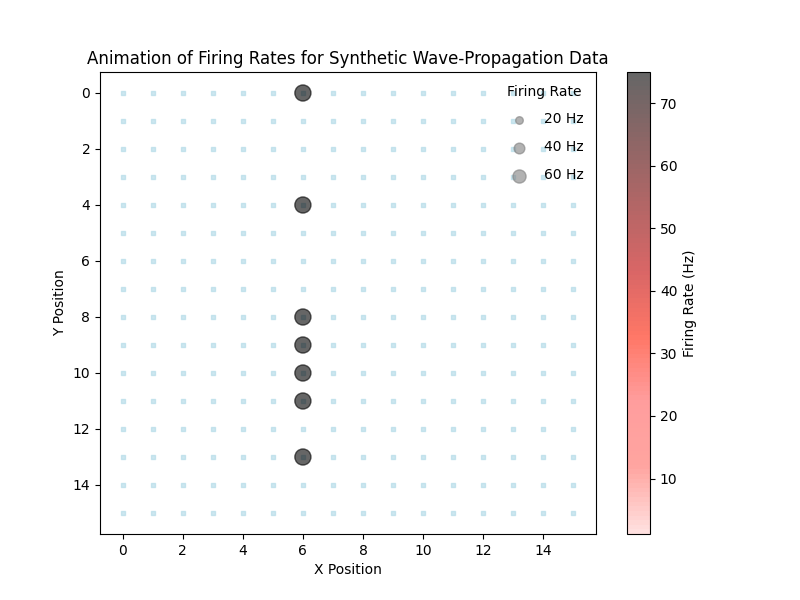 Animation of Firing Rates for Synthetic Wave-Propagation Data
Firing Rate
20 Hz
40 Hz
60 Hz
0
2
4
6
8
10
12
14
Y Position
0
2
4
6
8
10
12
14
X Position
70
60
50
40
30
20
10
Firing Rate (Hz)